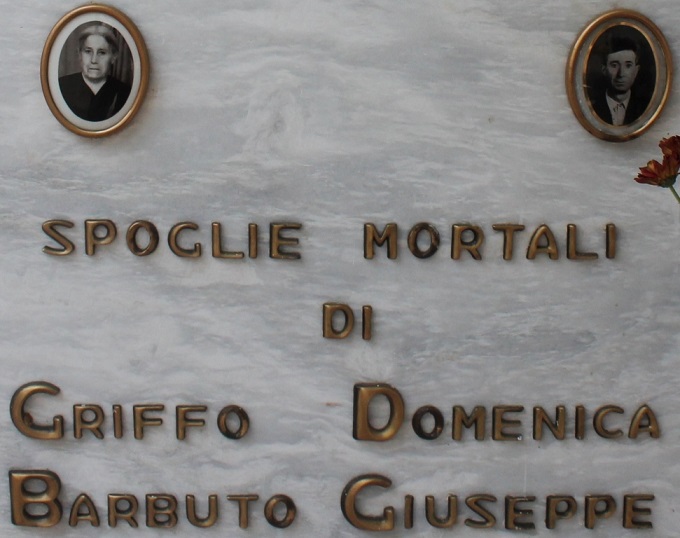 SPOGLIE MORTALI
DI
GRIFFO DOMENICA
BARBUTO GIUSEPPE